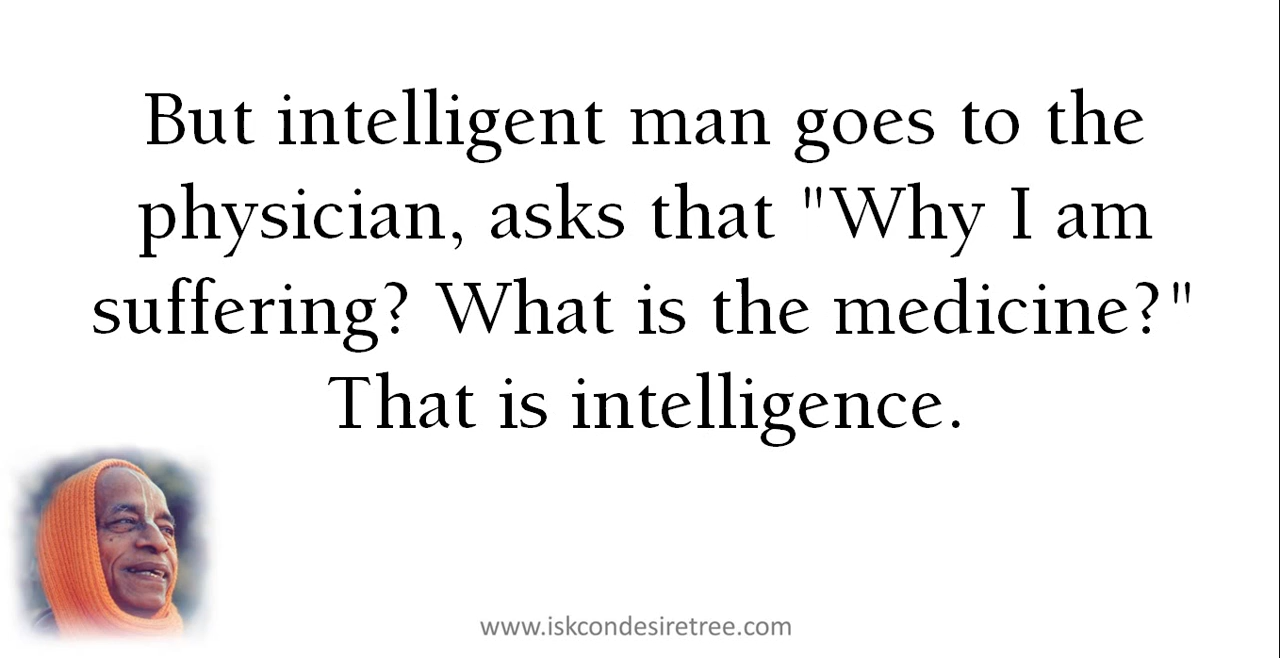 But intelligent man goes to the
physician, asks that "Why I am
suffering? What is the medicine?"
That is intelligence.
www.iskcondesiretree.com